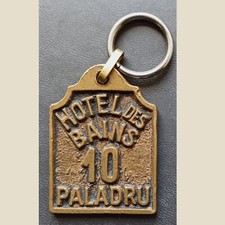 HOTEL DES
BAINS
10
PALADRU